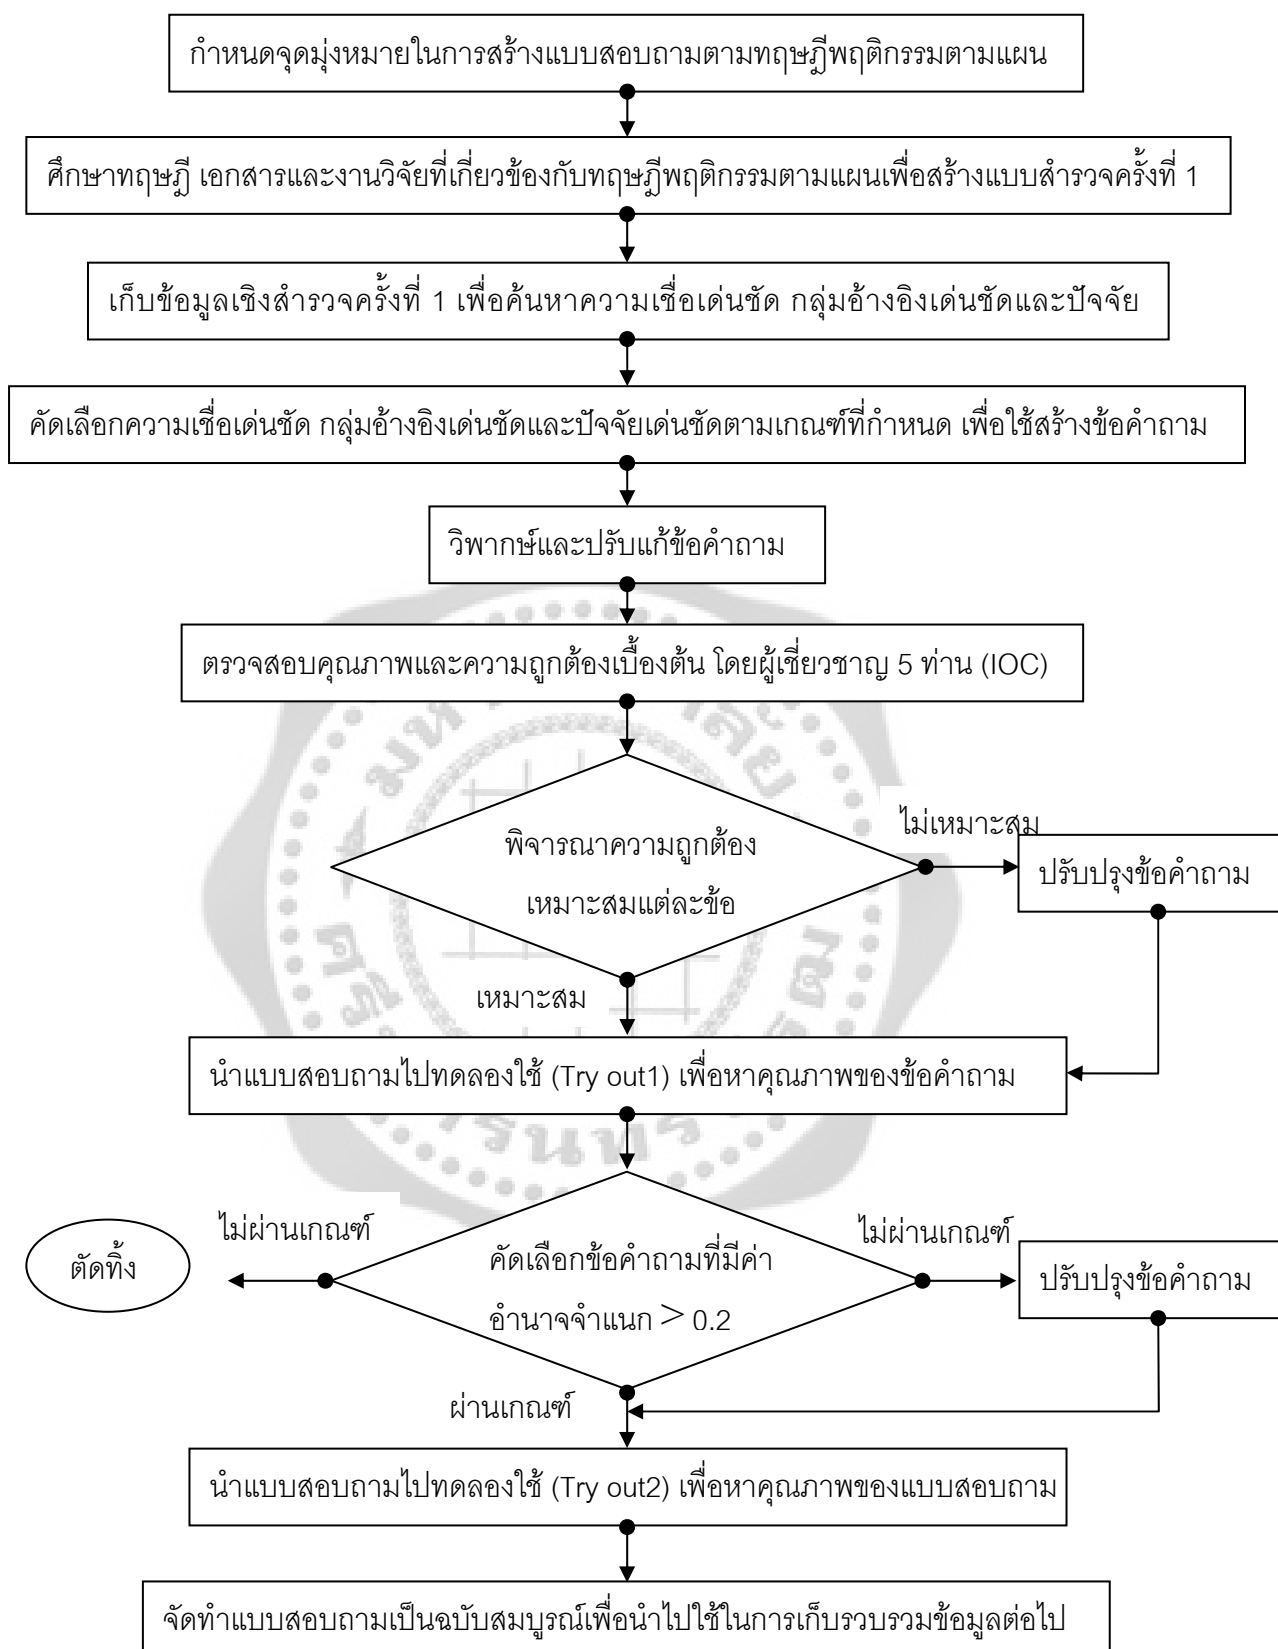 กำหนดจุดมุ่งหมายในการสร้างแบบสอบถามตามทฤษฎีพฤติกรรมตามแผน
ศึกษาทฤษฎี เอกสารและงานวิจัยที่เกี่ยวข้องกับทฤษฎีพฤติกรรมตามแผนเพื่อสร้างแบบสำรวจครั้งที่ 1
เก็บข้อมูลเชิงสำรวจครั้งที่ 1 เพื่อค้นหาความเชื่อเด่นชัด กลุ่มอ้างอิงเด่นชัดและปัจจัย
คัดเลือกความเชื่อเด่นชัด กลุ่มอ้างอิงเด่นชัดและปัจจัยเด่นชัดตามเกณฑ์ที่กำหนด เพื่อใช้สร้างข้อคำถาม
วิพากษ์และปรับแก้ข้อคำถาม
ตรวจสอบคุณภาพและความถูกต้องเบื้องต้น โดยผู้เชี่ยวชาญ 5 ท่าน (IOC)
พิจารณาความถูกต้อง
เหมาะสมแต่ละข้อ
ไม่เหมาะสม
ปรับปรุงข้อคำถาม
เหมาะสม
นำแบบสอบถามไปทดลองใช้ (Try out1) เพื่อหาคุณภาพของข้อคำถาม
ตัดทิ้ง
ไม่ผ่านเกณฑ์
คัดเลือกข้อคำถามที่มีค่า
อำนาจจำแนก > 0.2
ไม่ผ่านเกณฑ์
ปรับปรุงข้อคำถาม
ผ่านเกณฑ์
นำแบบสอบถามไปทดลองใช้ (Try out2) เพื่อหาคุณภาพของแบบสอบถาม
จัดทำแบบสอบถามเป็นฉบับสมบูรณ์เพื่อนำไปใช้ในการเก็บรวบรวมข้อมูลต่อไป